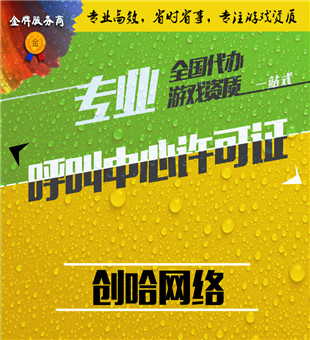 金牌服务商
金
专业高效，省时省事，专注游戏资质
专业!
全国代办
游戏资质
一站式
呼叫中心许可证
创哈网络